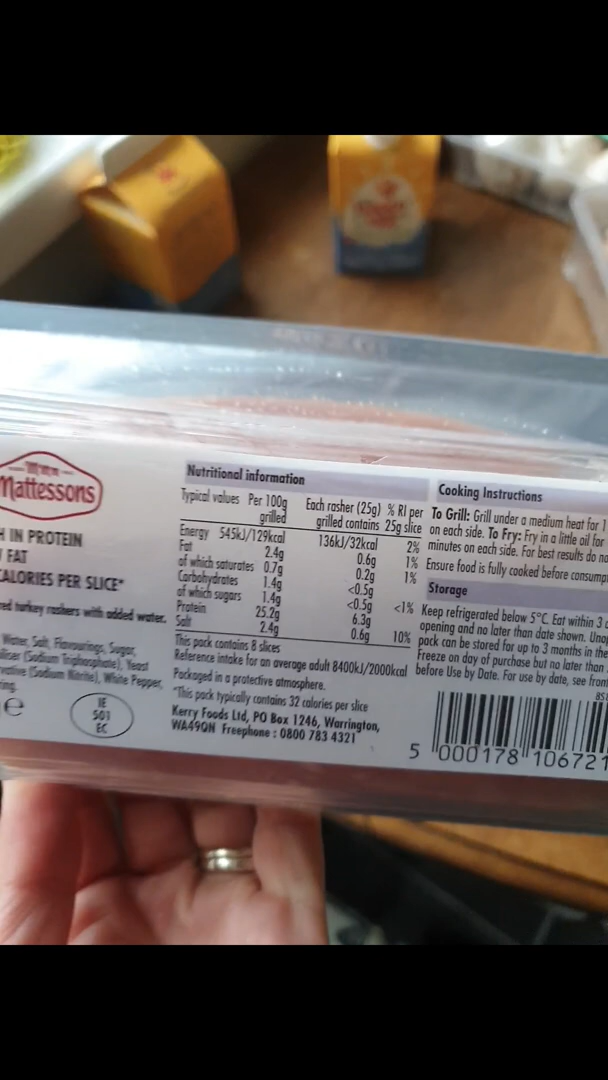 Mattessons
H IN PROTEIN
FAT
CALORIES PER SLICE*
red turkey rashers with added water.
Water, Salt, Flavourings, Sugar,
iliser (Sodium Triphosphate), Yeast
rvative (Sodium Nitrite), White Pepper,
ring.
e
IE
501
EC
Nutritional information
Typical values Per 100g grilled Each rasher (25g) grilled contains % RI per 25g slice
Energy 545kJ/129kcal 136kJ/32kcal 2%
Fat 2.4g 0.6g 1%
of which saturates 0.7g 0.2g 1%
Carbohydrates 1.4g <0.5g
of which sugars 1.4g <0.5g <1%
Protein 25.2g 6.3g
Salt 2.4g 0.6g 10%
This pack contains 8 slices
Reference intake for an average adult 8400kJ/2000kcal
Packaged in a protective atmosphere.
*This pack typically contains 32 calories per slice
Kerry Foods Ltd, PO Box 1246, Warrington,
WA49QN Freephone : 0800 783 4321
Cooking Instructions
To Grill: Grill under a medium heat for 1
on each side. To Fry: Fry in a little oil for
minutes on each side. For best results do no
Ensure food is fully cooked before consump
Storage
Keep refrigerated below 5°C. Eat within 3 d
opening and no later than date shown. Unop
pack can be stored for up to 3 months in the
Freeze on day of purchase but no later than
before Use by Date. For use by date, see front
5 000178 106721